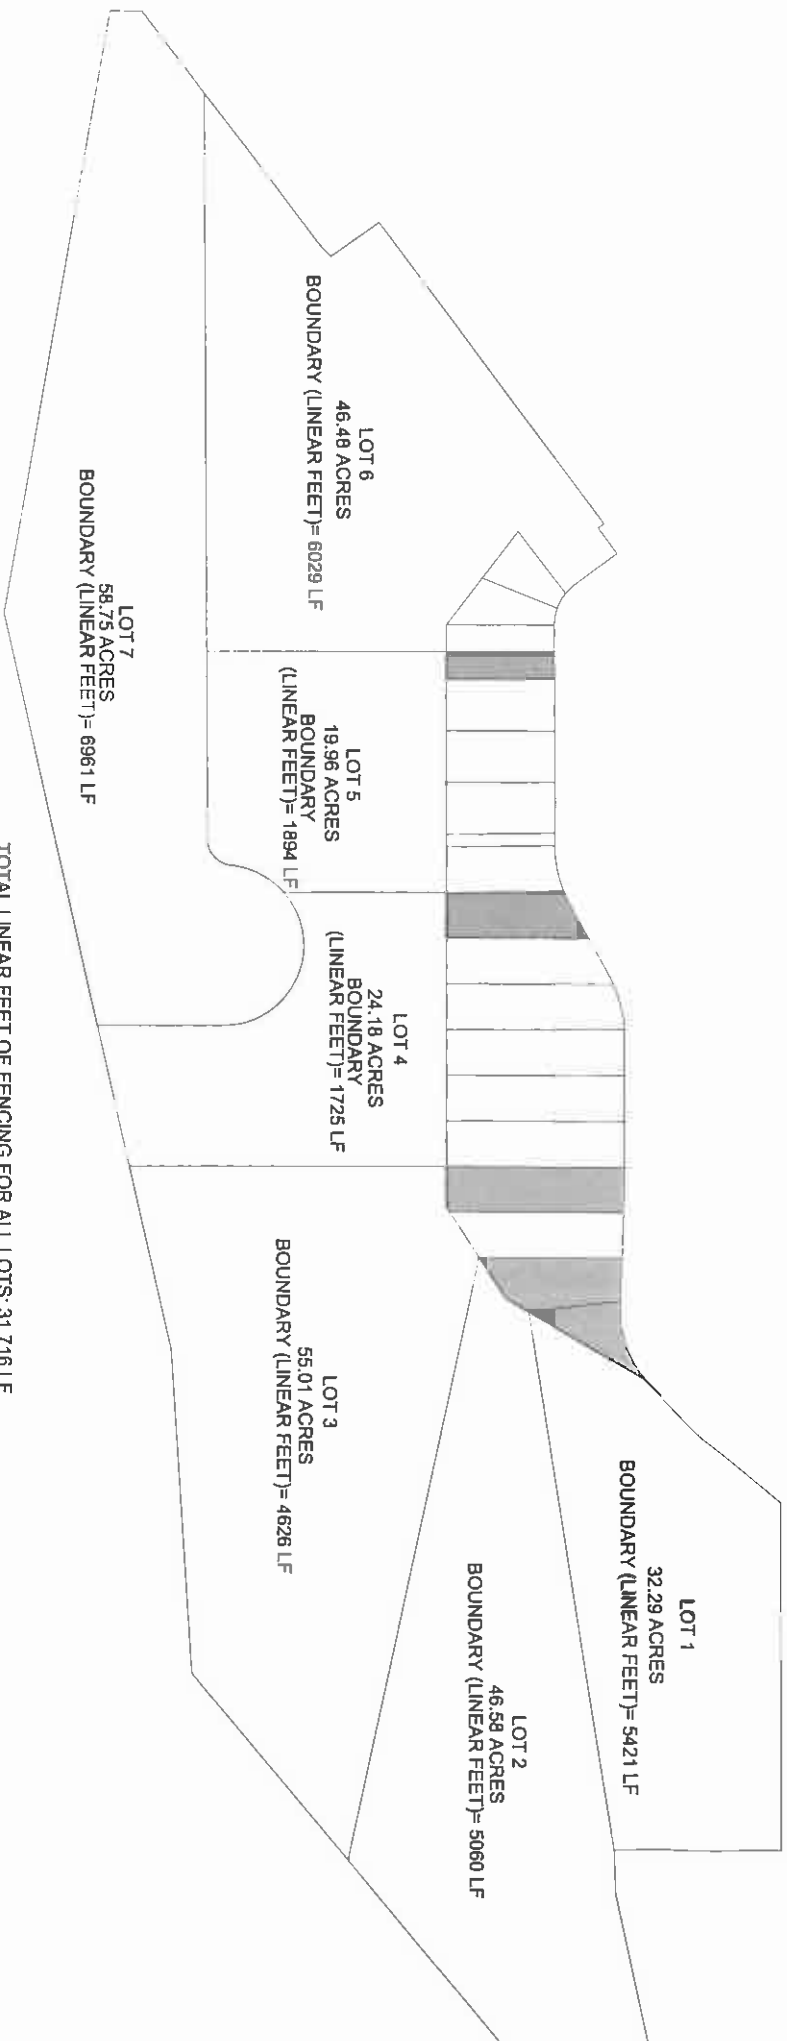 LOT 1
32.29 ACRES
BOUNDARY (LINEAR FEET)= 5421 LF
LOT 2
46.58 ACRES
BOUNDARY (LINEAR FEET)= 5060 LF
LOT 3
55.01 ACRES
BOUNDARY (LINEAR FEET)= 4626 LF
LOT 4
24.18 ACRES
BOUNDARY
(LINEAR FEET)= 1725 LF
LOT 5
19.96 ACRES
BOUNDARY
(LINEAR FEET)= 1894 LF
LOT 6
46.48 ACRES
BOUNDARY (LINEAR FEET)= 6029 LF
LOT 7
58.75 ACRES
BOUNDARY (LINEAR FEET)= 6961 LF
TOTAL LINEAR FEET OF FENCING FOR ALL LOTS: 31,716 LF